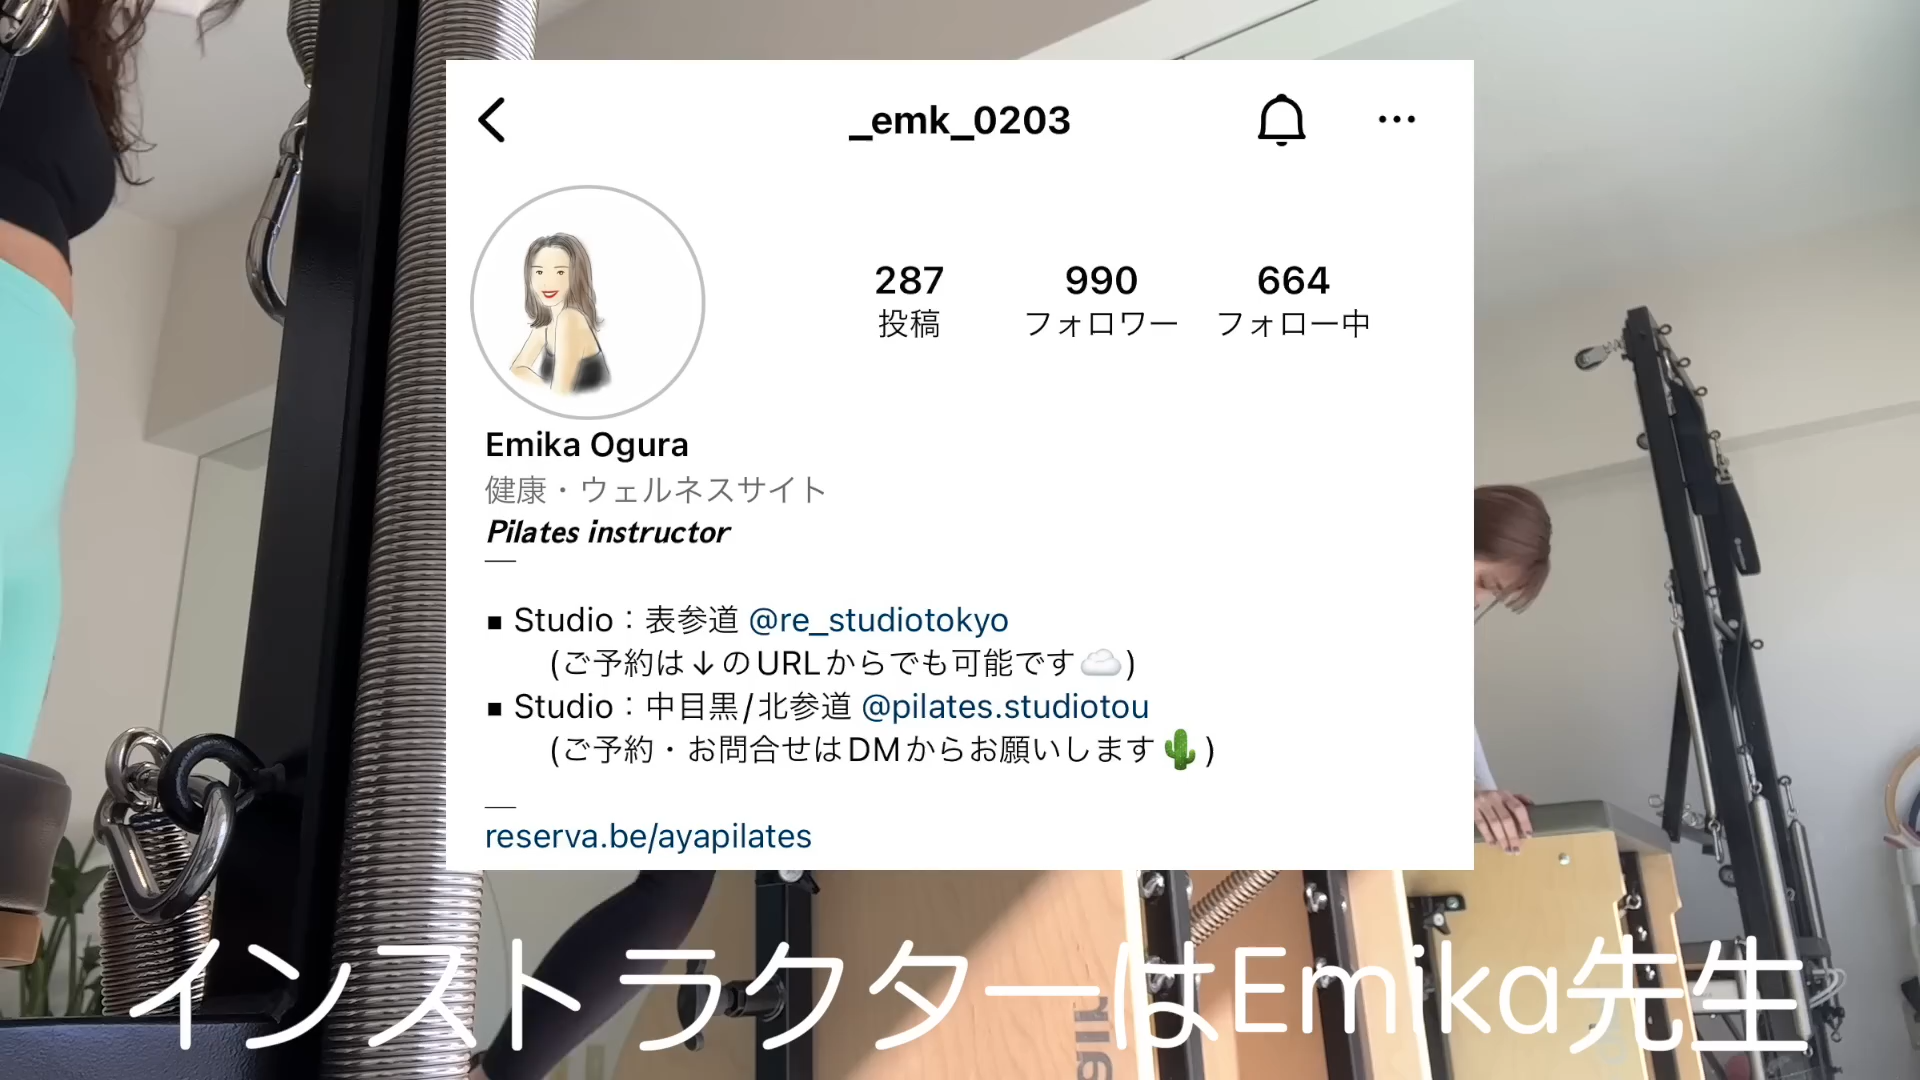 _emk_0203
287
990
664
投稿
フォロワー
フォロー中
Emika Ogura
健康・ウェルネスサイト
Pilates instructor
―
▪️ Studio：表参道 @re_studiotokyo
(ご予約は↓のURLからでも可能です☁️)
▪️ Studio：中目黒/北参道 @pilates.studiotou
(ご予約・お問合せはDMからお願いします🌵)
―
reserva.be/ayapilates
インストラクターはEmika先生